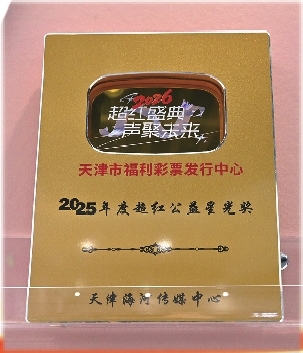 2026
超红盛典
声聚未来
天津市福利彩票发行中心
2025年度超红公益星光奖
天津海河传媒中心